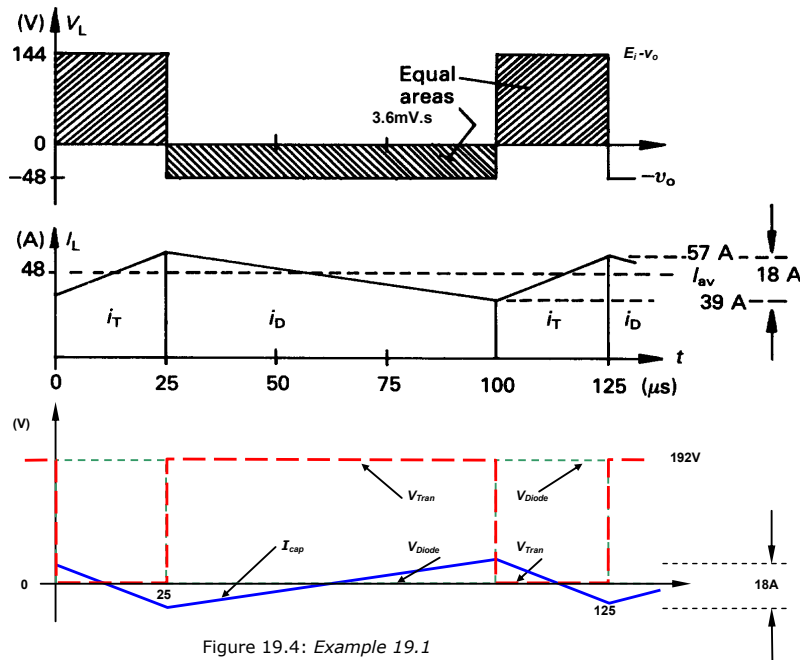 (V) V_L
144
E_i-v_o
Equal
areas
3.6mV.s
0
-48
-v_o
(A) I_L
57 A
48
I_av 18 A
39 A
i_T i_D i_T i_D
t
0 25 50 75 100 125 (μs)
(V)
192V
V_Tran V_Diode
I_cap V_Diode V_Tran
0
25
18A
125
Figure 19.4: Example 19.1